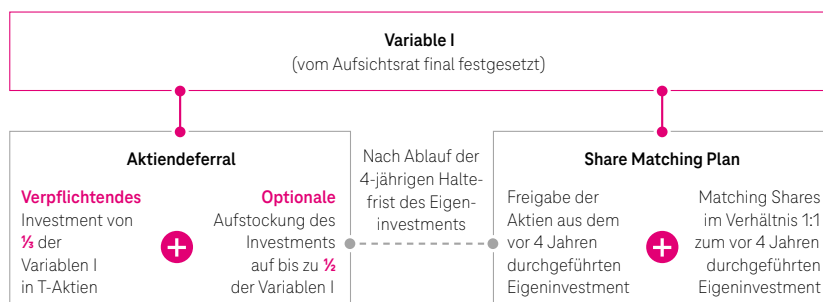 Variable I
(vom Aufsichtsrat final festgesetzt)
Aktiendeferral
Verpflichtendes
Investment von
⅓ der
Variablen I
in T-Aktien
Optionale
Aufstockung des
Investments
auf bis zu ½
der Variablen I
Nach Ablauf der
4-jährigen Halte-
frist des Eigen-
investments
Share Matching Plan
Freigabe der
Aktien aus dem
vor 4 Jahren
durchgeführten
Eigeninvestment
Matching Shares
im Verhältnis 1:1
zum vor 4 Jahren
durchgeführten
Eigeninvestment